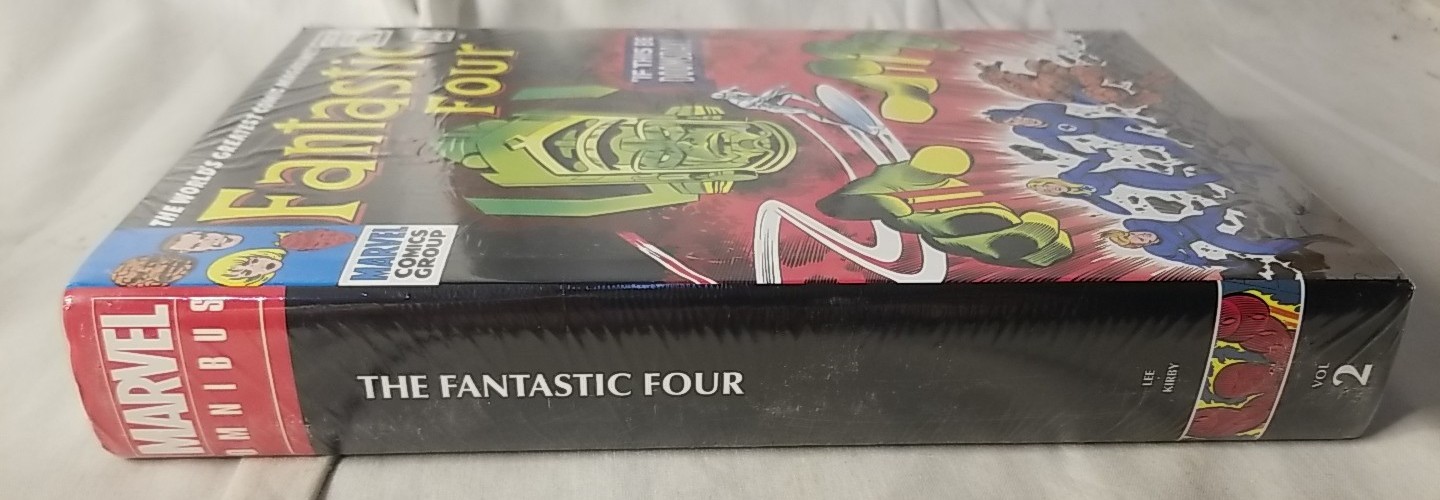 THE WORLD'S GREATEST COMIC MAGAZINE!
Fantastic
Four
"IF THIS BE
DOOMSDAY!"
MARVEL
COMICS
GROUP
MARVEL
OMNIBUS
THE FANTASTIC FOUR
LEE
KIRBY
VOL
2